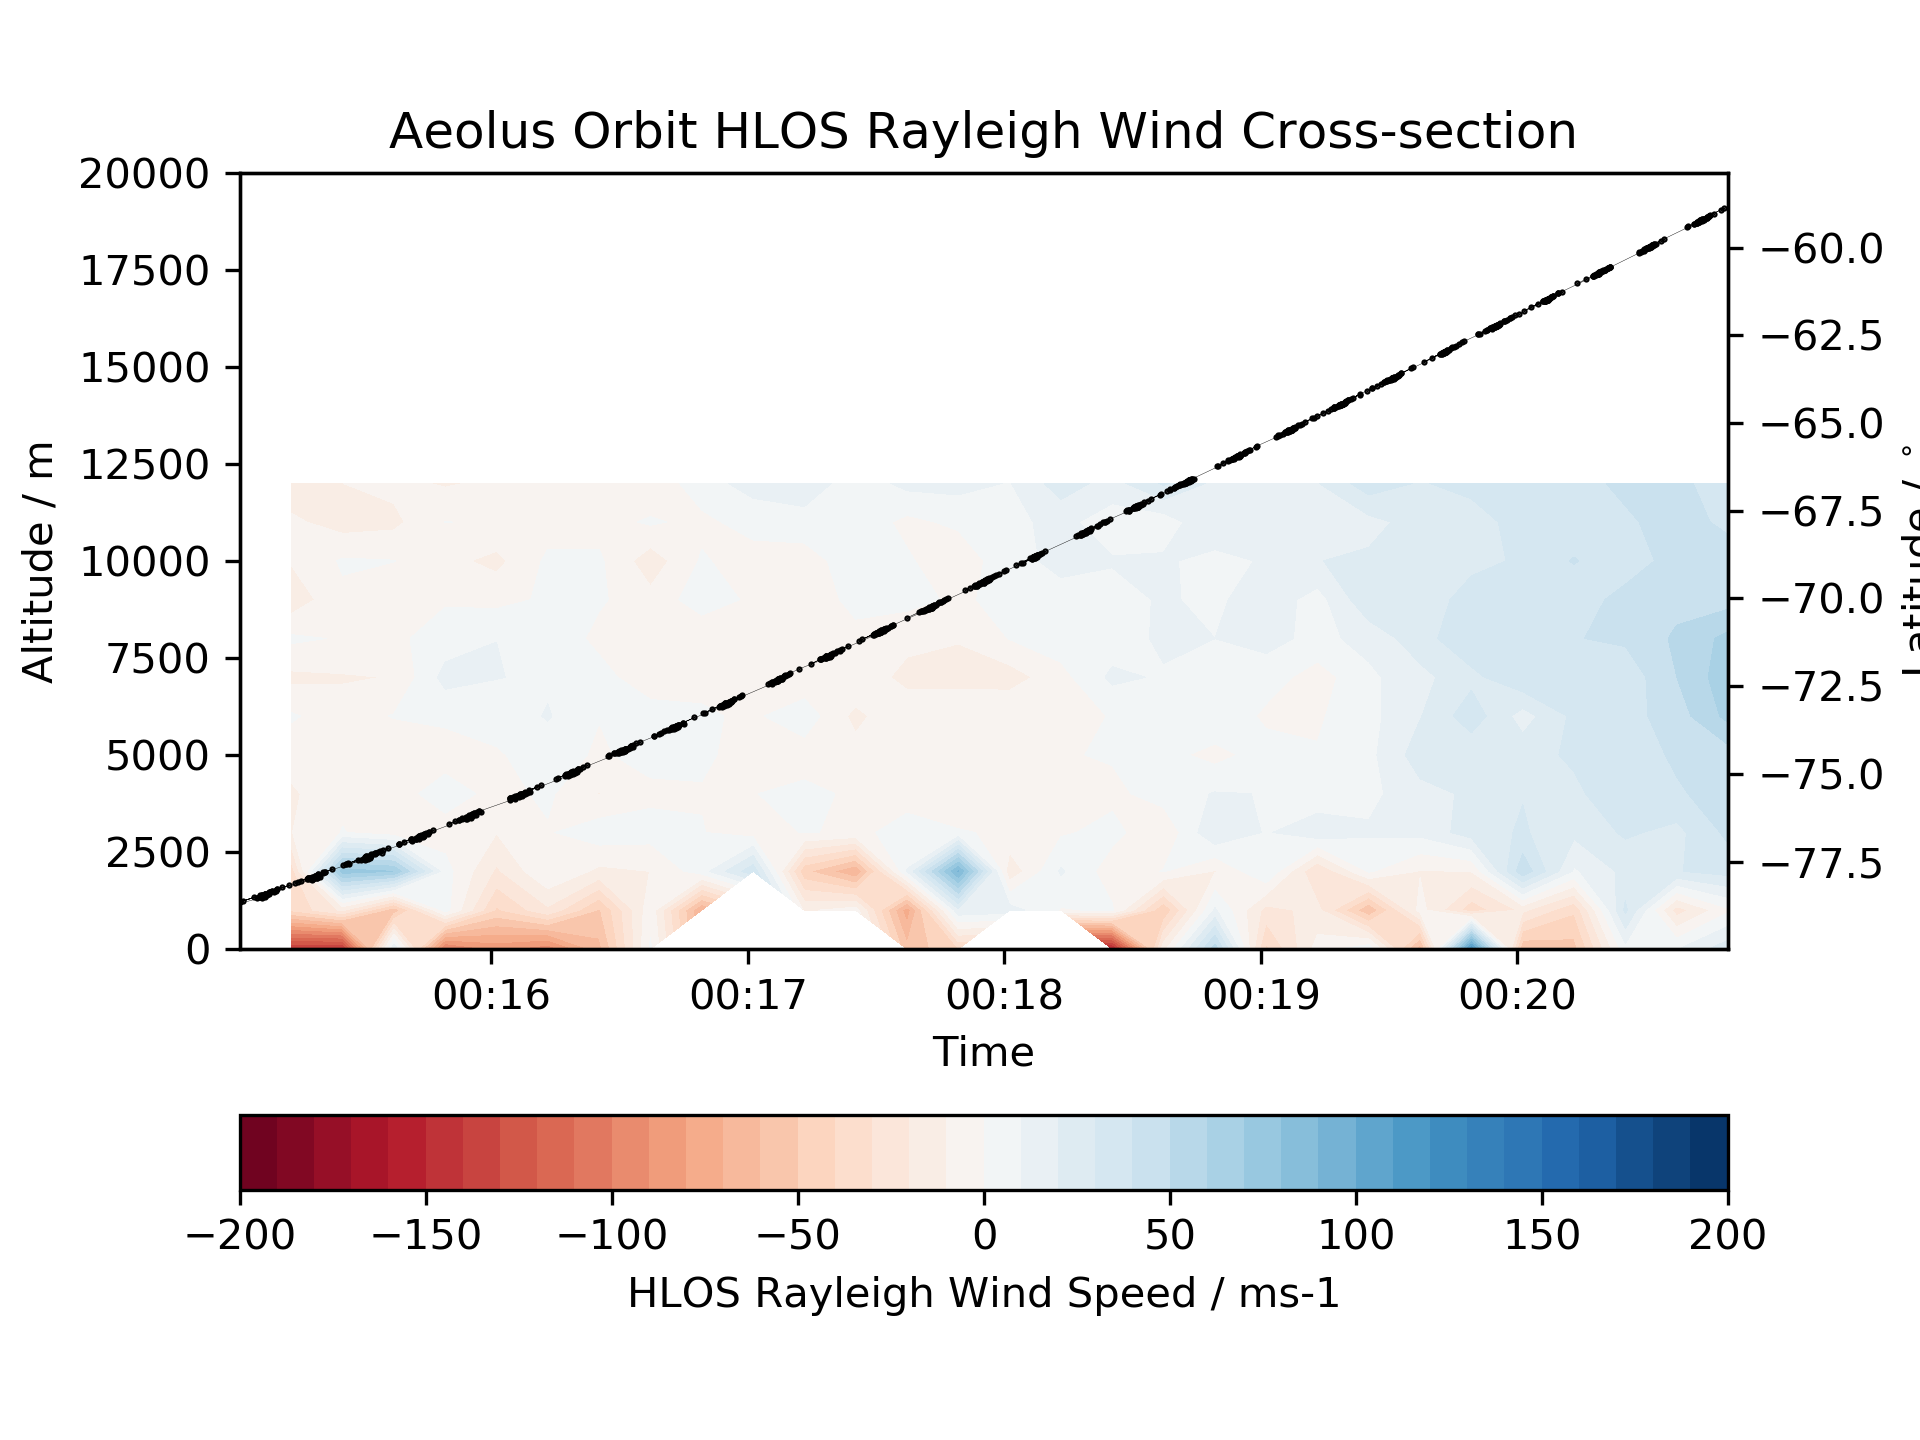 Aeolus Orbit HLOS Rayleigh Wind Cross-section
20000
17500
15000
12500
10000
7500
5000
2500
0
Altitude / m
−60.0
−62.5
−65.0
−67.5
−70.0
−72.5
−75.0
−77.5
Latitude / °
00:16 00:17 00:18 00:19 00:20
Time
−200 −150 −100 −50 0 50 100 150 200
HLOS Rayleigh Wind Speed / ms-1